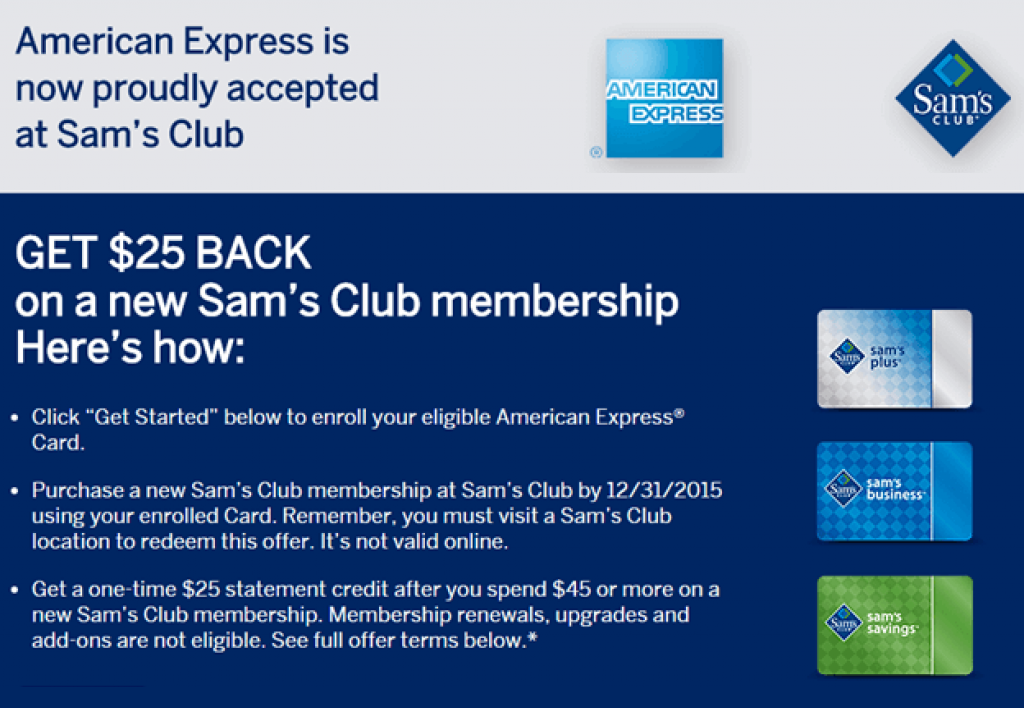 American Express is
now proudly accepted
at Sam's Club
AMERICAN
EXPRESS
®
Sam's
CLUB®
GET $25 BACK
on a new Sam's Club membership
Here's how:
• Click “Get Started” below to enroll your eligible American Express®
Card.
• Purchase a new Sam's Club membership at Sam's Club by 12/31/2015
using your enrolled Card. Remember, you must visit a Sam's Club
location to redeem this offer. It's not valid online.
• Get a one-time $25 statement credit after you spend $45 or more on a
new Sam's Club membership. Membership renewals, upgrades and
add-ons are not eligible. See full offer terms below.*
Sam's
CLUB
sam's
plus
Sam's
CLUB
sam's
business
Sam's
CLUB
sam's
savings